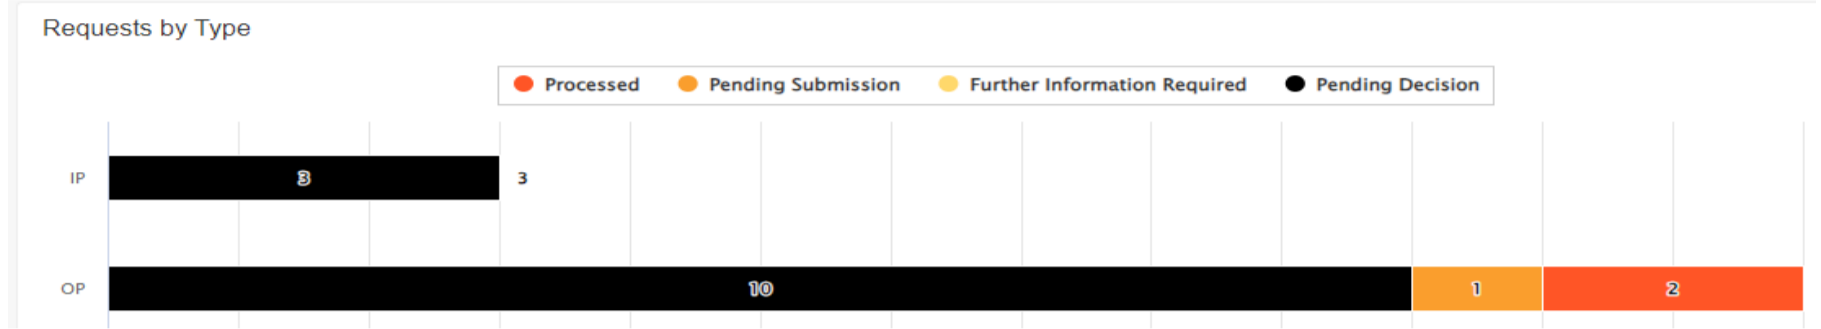 Requests by Type
Processed Pending Submission Further Information Required Pending Decision
IP 3 3
OP 10 1 2